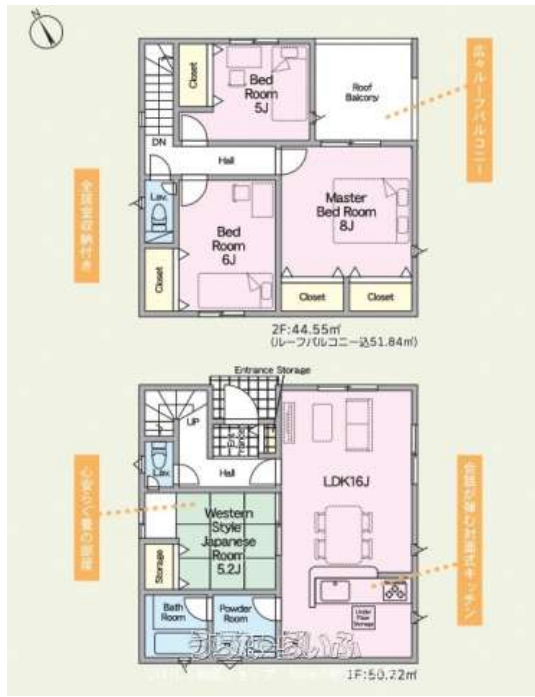 N
Closet
Bed
Room
5J
Roof
Balcony
広々ルーフバルコニー
DN
Hall
Lav.
全居室収納付き
Bed
Room
6J
Master
Bed Room
8J
Closet
Closet
Closet
2F:44.55㎡
(ルーフバルコニー込51.84㎡)
Entrance Storage
UP
Entrance
Lav.
Hall
LDK16J
心安らぐ畳の部屋
会話が弾む対面式キッチン
Western
Style
Japanese
Room
5.2J
Storage
Bath
Room
Powder
Room
Under
Floor
Storage
1F:50.22㎡